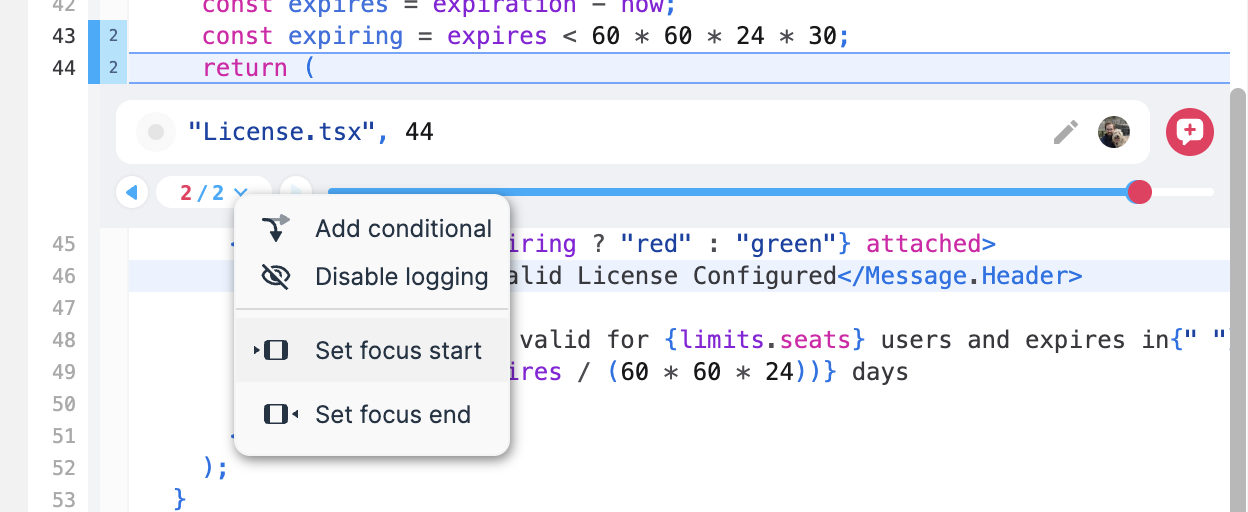 42 const expires = expiration - now;
43 2 const expiring = expires < 60 * 60 * 24 * 30;
44 2 return (
"License.tsx", 44
2/2
Add conditional
Disable logging
Set focus start
Set focus end
45 iring ? "red" : "green"} attached>
46 alid License Configured</Message.Header>
47
48 valid for {limits.seats} users and expires in{" "}
49 ires / (60 * 60 * 24))} days
50
51
52 );
53 }